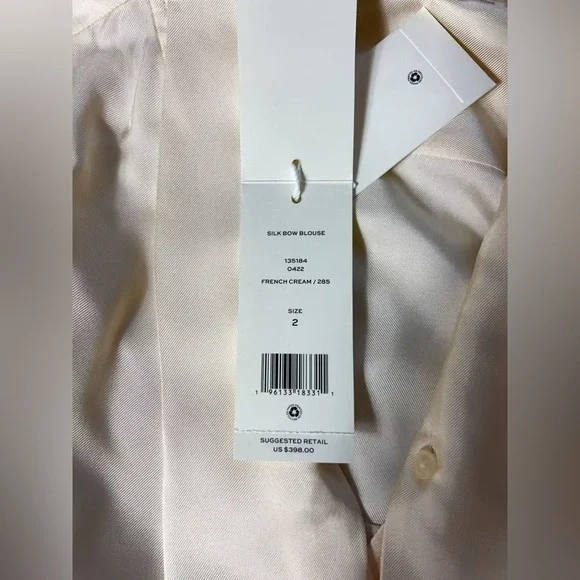 SILK BOW BLOUSE
135184
0422
FRENCH CREAM / 285
SIZE
2
1 96133 18331 1
SUGGESTED RETAIL
US $398.00